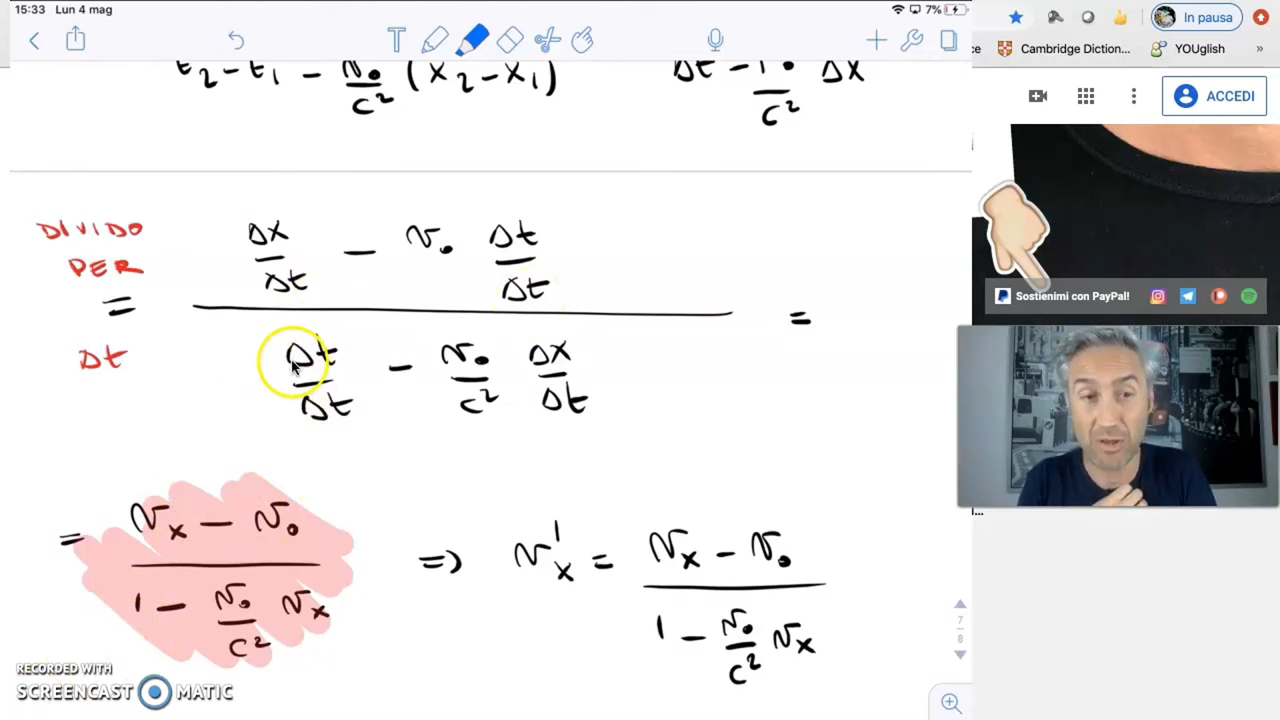 15:33 Lun 4 mag
7%
In pausa
Cambridge Diction...
YOUglish
»
ACCEDI
t₂ - t₁ - v₀/c² (x₂ - x₁)
Δt - v₀/c² Δx
DIVIDO
PER
Δt
= (Δx/Δt - v₀ Δt/Δt) / (Δt/Δt - v₀/c² Δx/Δt) =
Sostienimi con PayPal!
= (vₓ - v₀) / (1 - v₀/c² vₓ) => v'ₓ = (vₓ - v₀) / (1 - v₀/c² vₓ)
7
8
RECORDED WITH
SCREENCAST MATIC